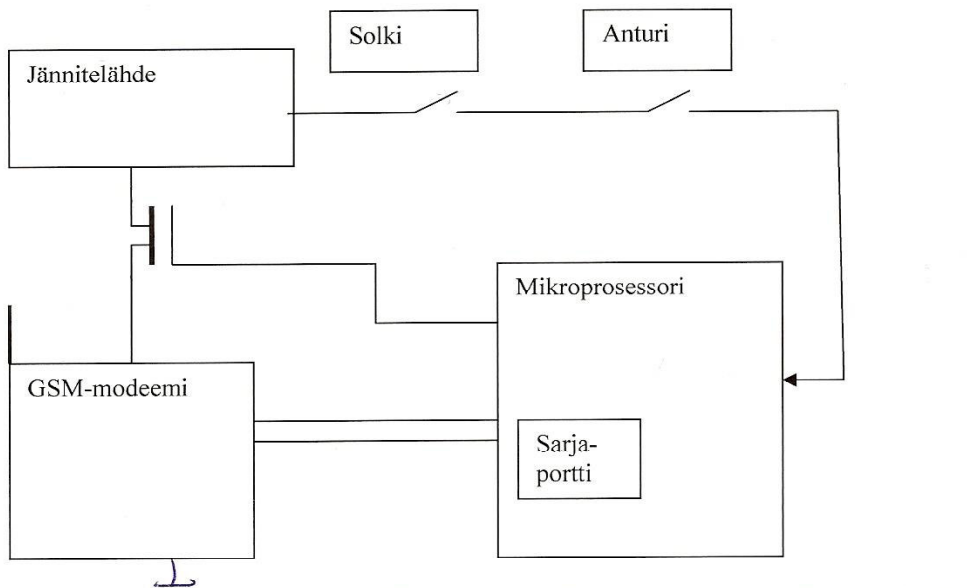 Solki
Anturi
Jännitelähde
Mikroprosessori
GSM-modeemi
Sarja-
portti